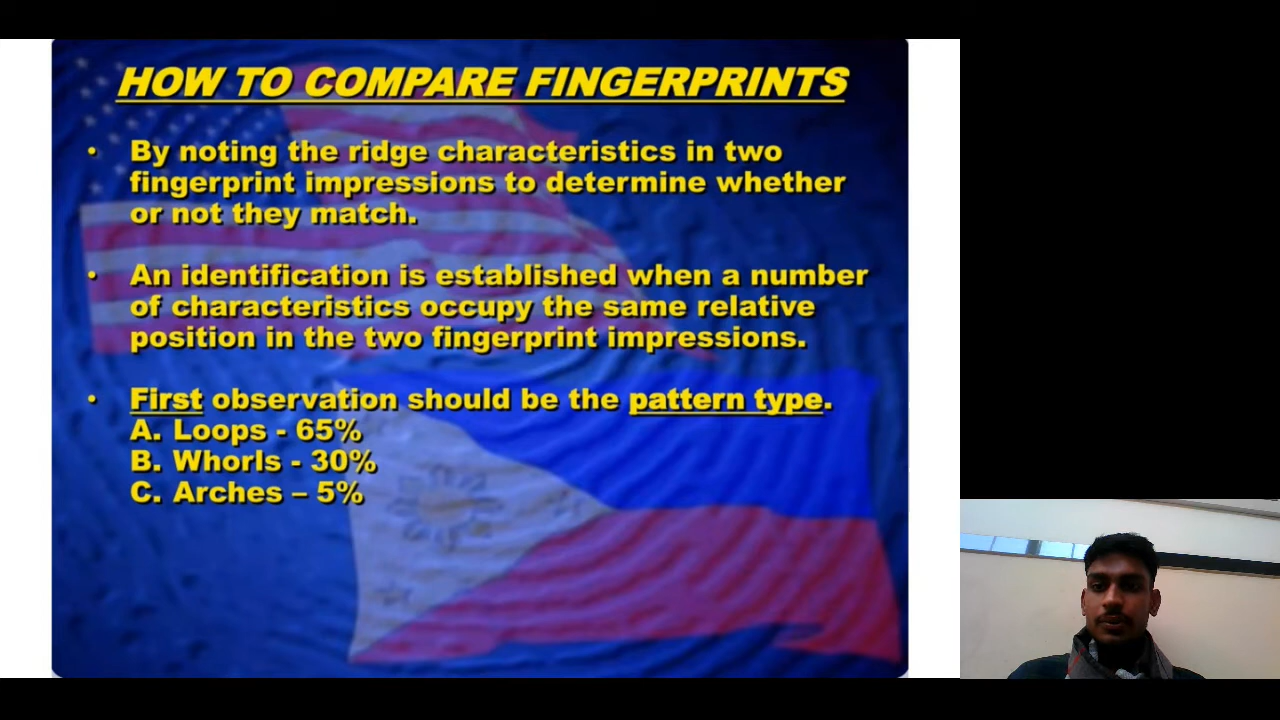 HOW TO COMPARE FINGERPRINTS
• By noting the ridge characteristics in two
fingerprint impressions to determine whether
or not they match.
• An identification is established when a number
of characteristics occupy the same relative
position in the two fingerprint impressions.
• First observation should be the pattern type.
A. Loops - 65%
B. Whorls - 30%
C. Arches – 5%